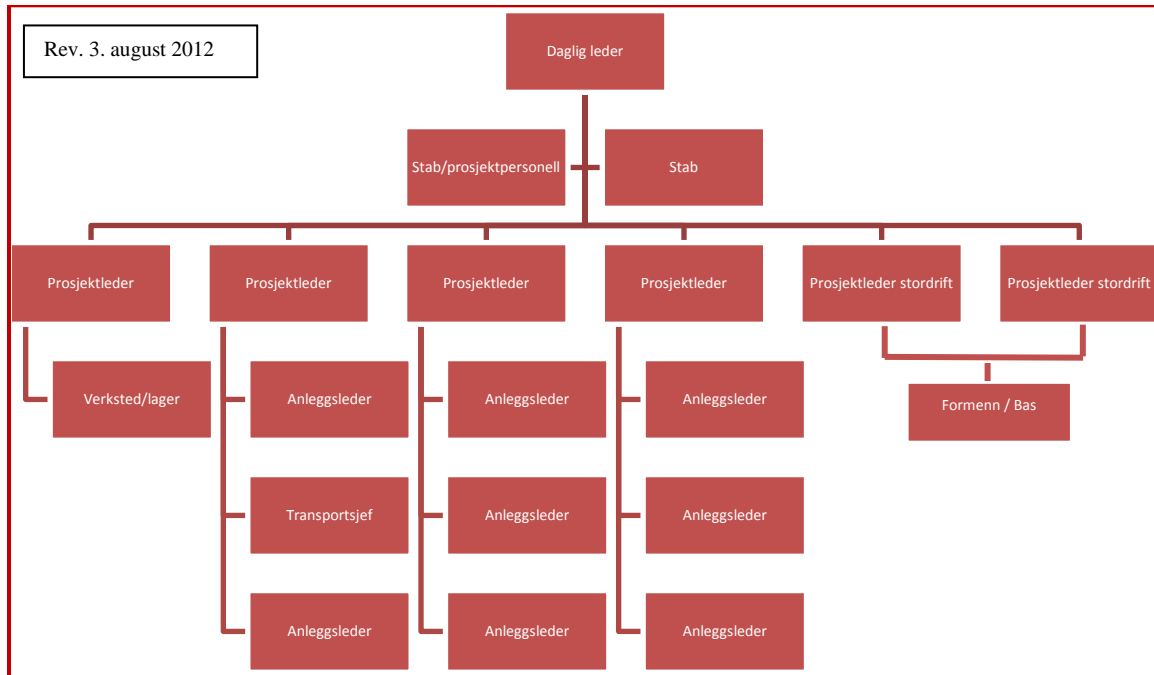 Rev. 3. august 2012
Daglig leder
Stab/prosjektpersonell
Stab
Prosjektleder
Prosjektleder
Prosjektleder
Prosjektleder
Prosjektleder stordrift
Prosjektleder stordrift
Verksted/lager
Anleggsleder
Anleggsleder
Anleggsleder
Formenn / Bas
Transportsjef
Anleggsleder
Anleggsleder
Anleggsleder
Anleggsleder
Anleggsleder